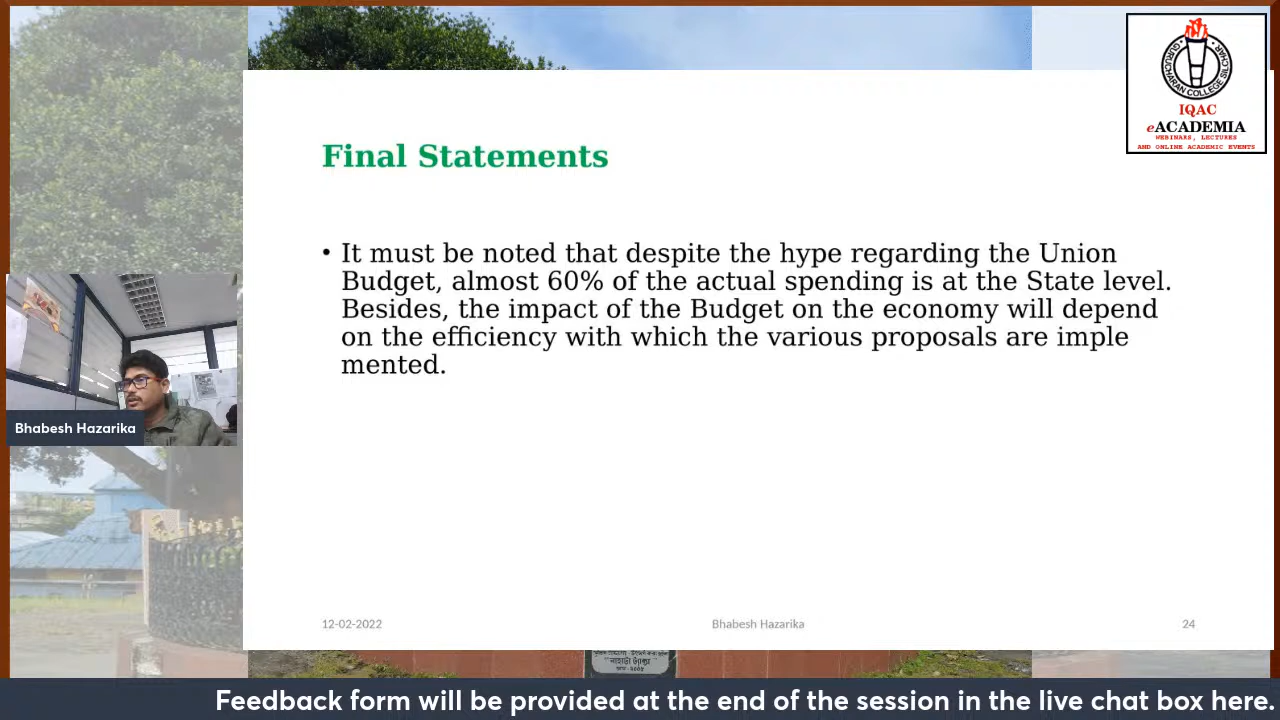 GURUCHARAN COLLEGE SILCHAR
IQAC
eACADEMIA
WEBINARS, LECTURES
AND ONLINE ACADEMIC EVENTS
Final Statements
• It must be noted that despite the hype regarding the Union
Budget, almost 60% of the actual spending is at the State level.
Besides, the impact of the Budget on the economy will depend
on the efficiency with which the various proposals are imple
mented.
Bhabesh Hazarika
12-02-2022
Bhabesh Hazarika
24
Feedback form will be provided at the end of the session in the live chat box here.